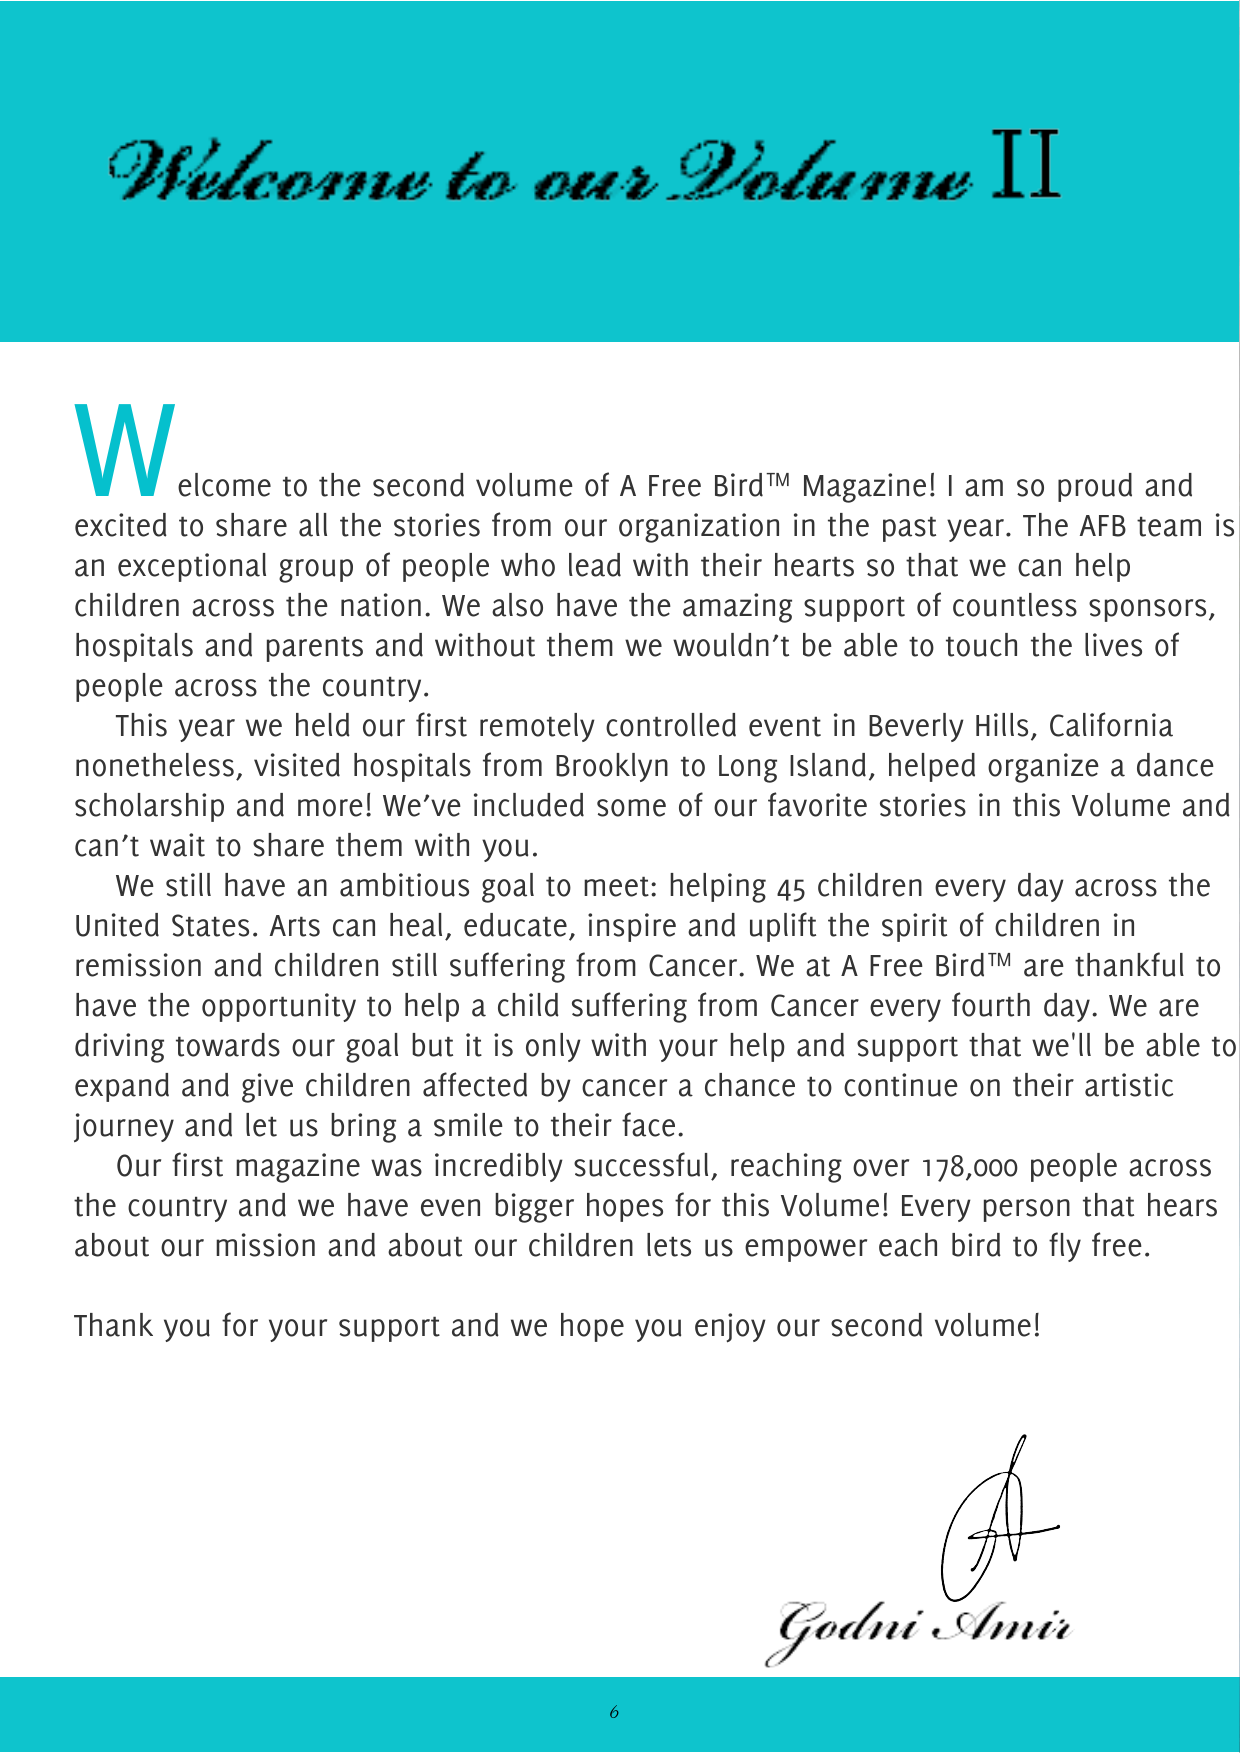 Welcome to our Volume II
Welcome to the second volume of A Free Bird™ Magazine! I am so proud and
excited to share all the stories from our organization in the past year. The AFB team is
an exceptional group of people who lead with their hearts so that we can help
children across the nation. We also have the amazing support of countless sponsors,
hospitals and parents and without them we wouldn’t be able to touch the lives of
people across the country.
This year we held our first remotely controlled event in Beverly Hills, California
nonetheless, visited hospitals from Brooklyn to Long Island, helped organize a dance
scholarship and more! We’ve included some of our favorite stories in this Volume and
can’t wait to share them with you.
We still have an ambitious goal to meet: helping 45 children every day across the
United States. Arts can heal, educate, inspire and uplift the spirit of children in
remission and children still suffering from Cancer. We at A Free Bird™ are thankful to
have the opportunity to help a child suffering from Cancer every fourth day. We are
driving towards our goal but it is only with your help and support that we'll be able to
expand and give children affected by cancer a chance to continue on their artistic
journey and let us bring a smile to their face.
Our first magazine was incredibly successful, reaching over 178,000 people across
the country and we have even bigger hopes for this Volume! Every person that hears
about our mission and about our children lets us empower each bird to fly free.
Thank you for your support and we hope you enjoy our second volume!
Godni Amir
6